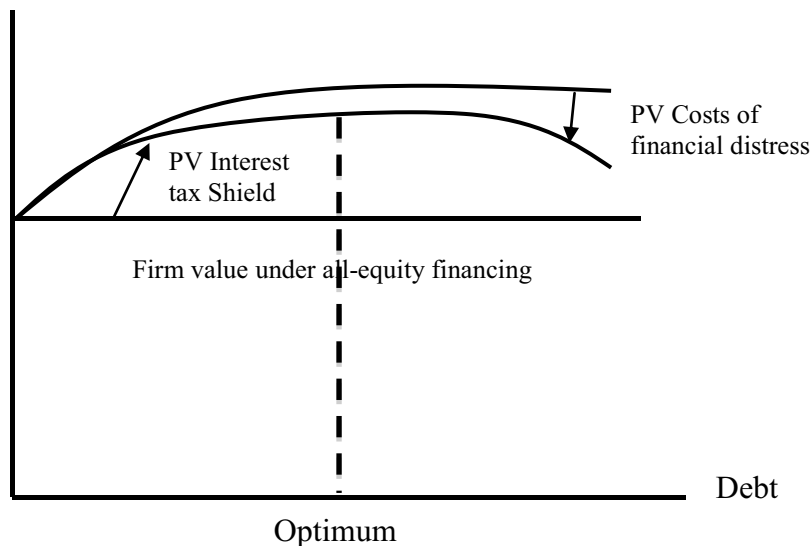 PV Costs of
financial distress
PV Interest
tax Shield
Firm value under all-equity financing
Debt
Optimum